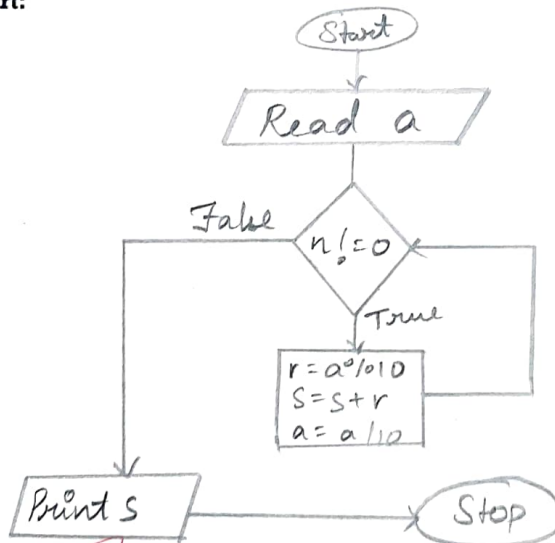 n:
Start
Read a
False
n!=0
True
r=a%10
S=S+r
a=a/10
Print S
Stop